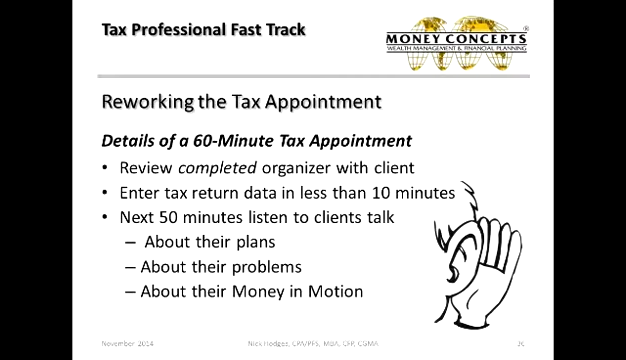 Tax Professional Fast Track
MONEY CONCEPTS®
WEALTH MANAGEMENT & FINANCIAL PLANNING
Reworking the Tax Appointment
Details of a 60-Minute Tax Appointment
• Review completed organizer with client
• Enter tax return data in less than 10 minutes
• Next 50 minutes listen to clients talk
– About their plans
– About their problems
– About their Money in Motion
November 2014
Nick Hodges, CPA/PFS, MBA, CFP, CGMA